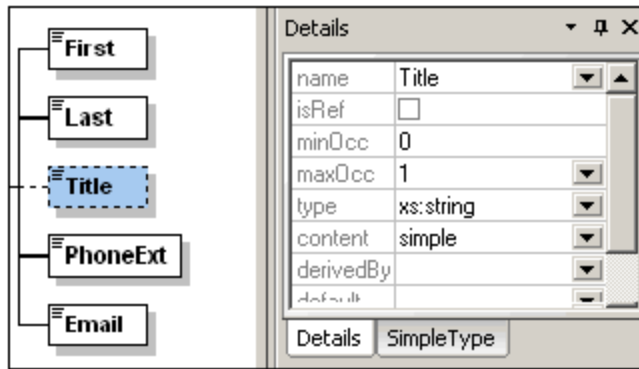 First
Last
Title
PhoneExt
Email
Details
name Title
isRef
minOcc 0
maxOcc 1
type xs:string
content simple
derivedBy
default
Details SimpleType